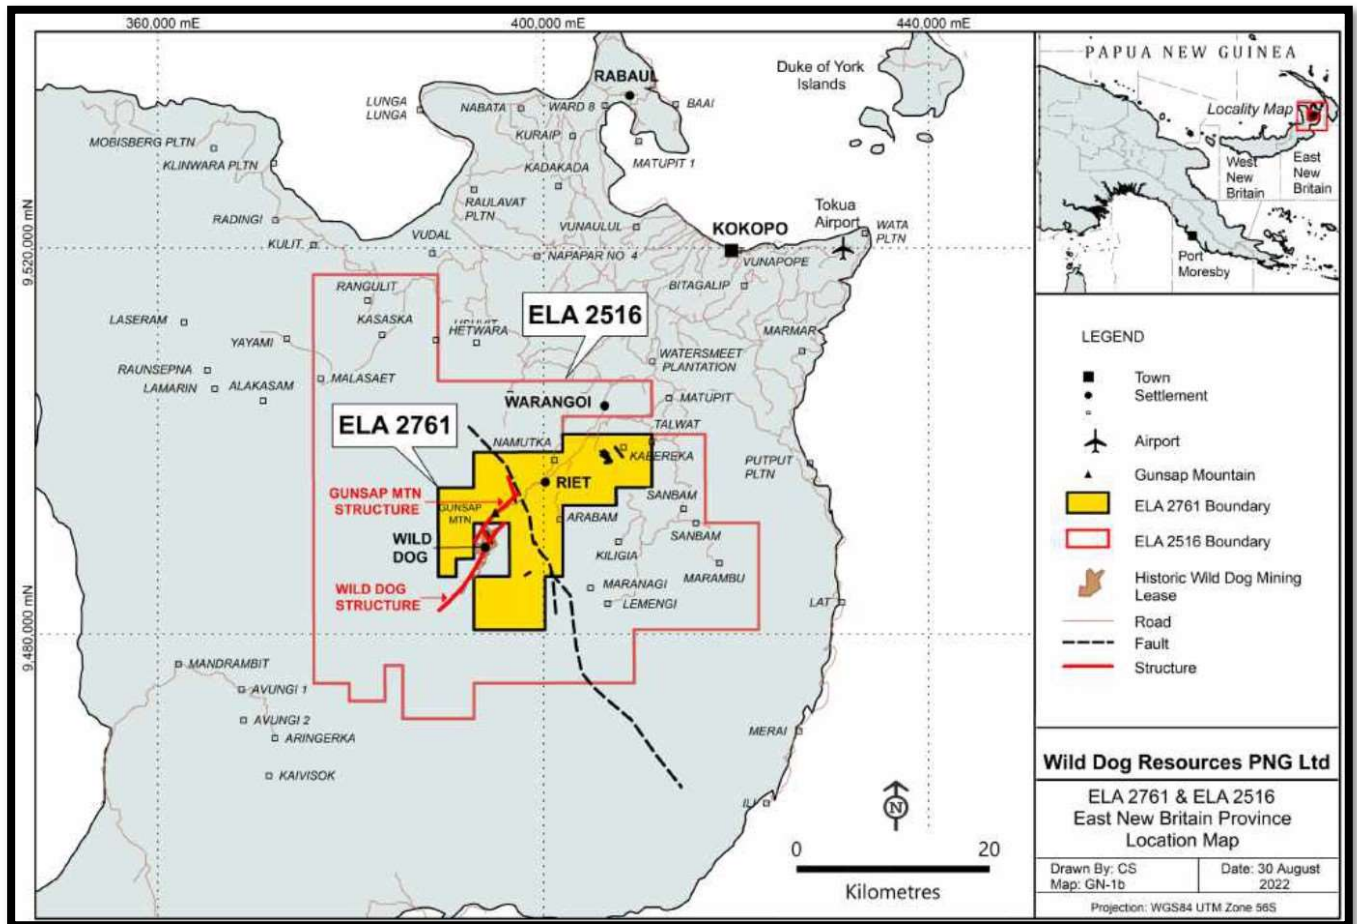 360,000 mE
400,000 mE
440,000 mE
9,520,000 mN
9,480,000 mN
RABAUL
Duke of York
Islands
LUNGA
LUNGA
NABATA
WARD 8
BAAI
KURAIP
MATUPIT 1
MOBISBERG PLTN
KLINWARA PLTN
KADAKADA
RAULAVAT
PLTN
RADINGI
VUNAULUL
Tokua
Airport
WATA
PLTN
KOKOPO
KULIT
VUDAL
NAPAPAR NO. 4
VUNAPOPE
BITAGALIP
RANGULIT
ELA 2516
LASERAM
KASASKA
HETWARA
YAYAMI
MARMAR
WATERSMEET
PLANTATION
RAUNSEPNA
MALASAET
LAMARIN
ALAKASAM
WARANGOI
MATUPIT
ELA 2761
TALWAT
NAMUTKA
KABEREKA
PUTPUT
PLTN
RIET
GUNSAP MTN
STRUCTURE
GUNSAP
MTN
SANBAM
ARABAM
SANBAM
WILD
DOG
KILIGIA
MARAMBU
WILD DOG
STRUCTURE
MARANAGI
LEMENGI
LAT
MANDRAMBIT
AVUNGI 1
AVUNGI 2
ARINGERKA
MERAI
KAIVISOK
ILI
N
0
20
Kilometres
PAPUA NEW GUINEA
Locality Map
West
New
Britain
East
New
Britain
Port
Moresby
LEGEND
Town
Settlement
Airport
Gunsap Mountain
ELA 2761 Boundary
ELA 2516 Boundary
Historic Wild Dog Mining
Lease
Road
Fault
Structure
Wild Dog Resources PNG Ltd
ELA 2761 & ELA 2516
East New Britain Province
Location Map
Drawn By: CS
Map: GN-1b
Date: 30 August
2022
Projection: WGS84 UTM Zone 56S